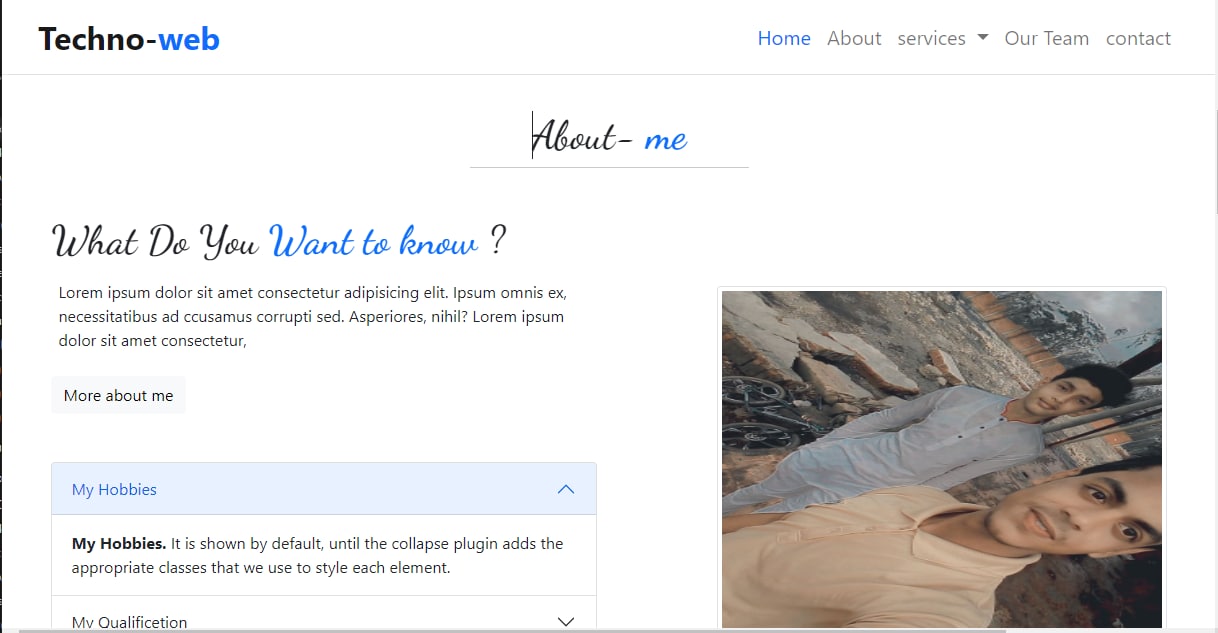 Techno-web
Home About services Our Team contact
About- me
What Do You Want to know ?
Lorem ipsum dolor sit amet consectetur adipisicing elit. Ipsum omnis ex,
necessitatibus ad ccusamus corrupti sed. Asperiores, nihil? Lorem ipsum
dolor sit amet consectetur,
More about me
My Hobbies
My Hobbies. It is shown by default, until the collapse plugin adds the
appropriate classes that we use to style each element.
My Qualificetion